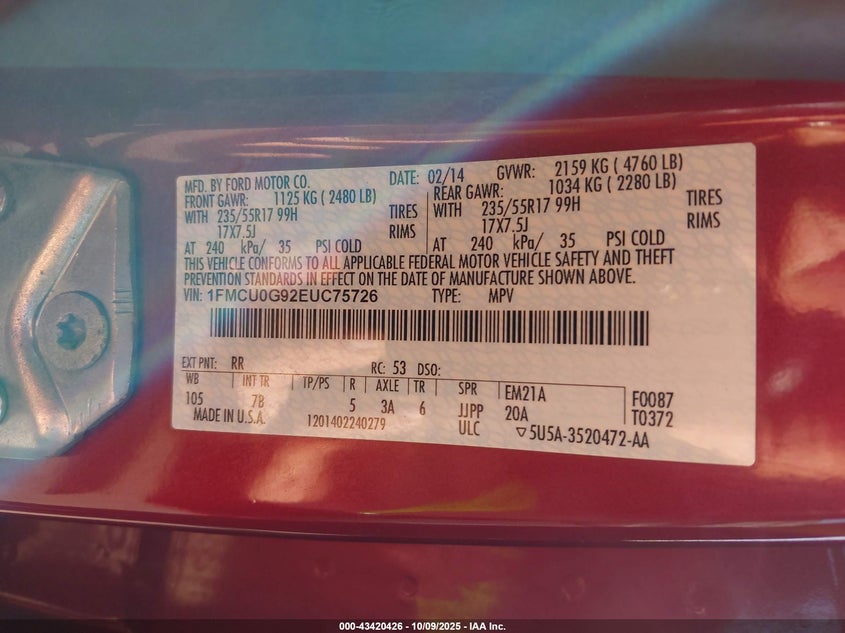 MFD. BY FORD MOTOR CO. DATE: 02/14 GVWR: 2159 KG ( 4760 LB)
FRONT GAWR: 1125 KG ( 2480 LB) REAR GAWR: 1034 KG ( 2280 LB)
WITH 235/55R17 99H TIRES WITH 235/55R17 99H TIRES
17X7.5J RIMS 17X7.5J RIMS
AT 240 kPa/ 35 PSI COLD AT 240 kPa/ 35 PSI COLD
THIS VEHICLE CONFORMS TO ALL APPLICABLE FEDERAL MOTOR VEHICLE SAFETY AND THEFT
PREVENTION STANDARDS IN EFFECT ON THE DATE OF MANUFACTURE SHOWN ABOVE.
VIN: 1FMCU0G92EUC75726 TYPE: MPV
EXT PNT: RR RC: 53 DSO:
WB INT TR TP/PS R AXLE TR SPR EM21A F0087
105 7B 5 3A 6 JJPP 20A T0372
MADE IN U.S.A. 1201402240279 ULC ▽5U5A-3520472-AA
000-43420426 - 10/09/2025 - IAA Inc.